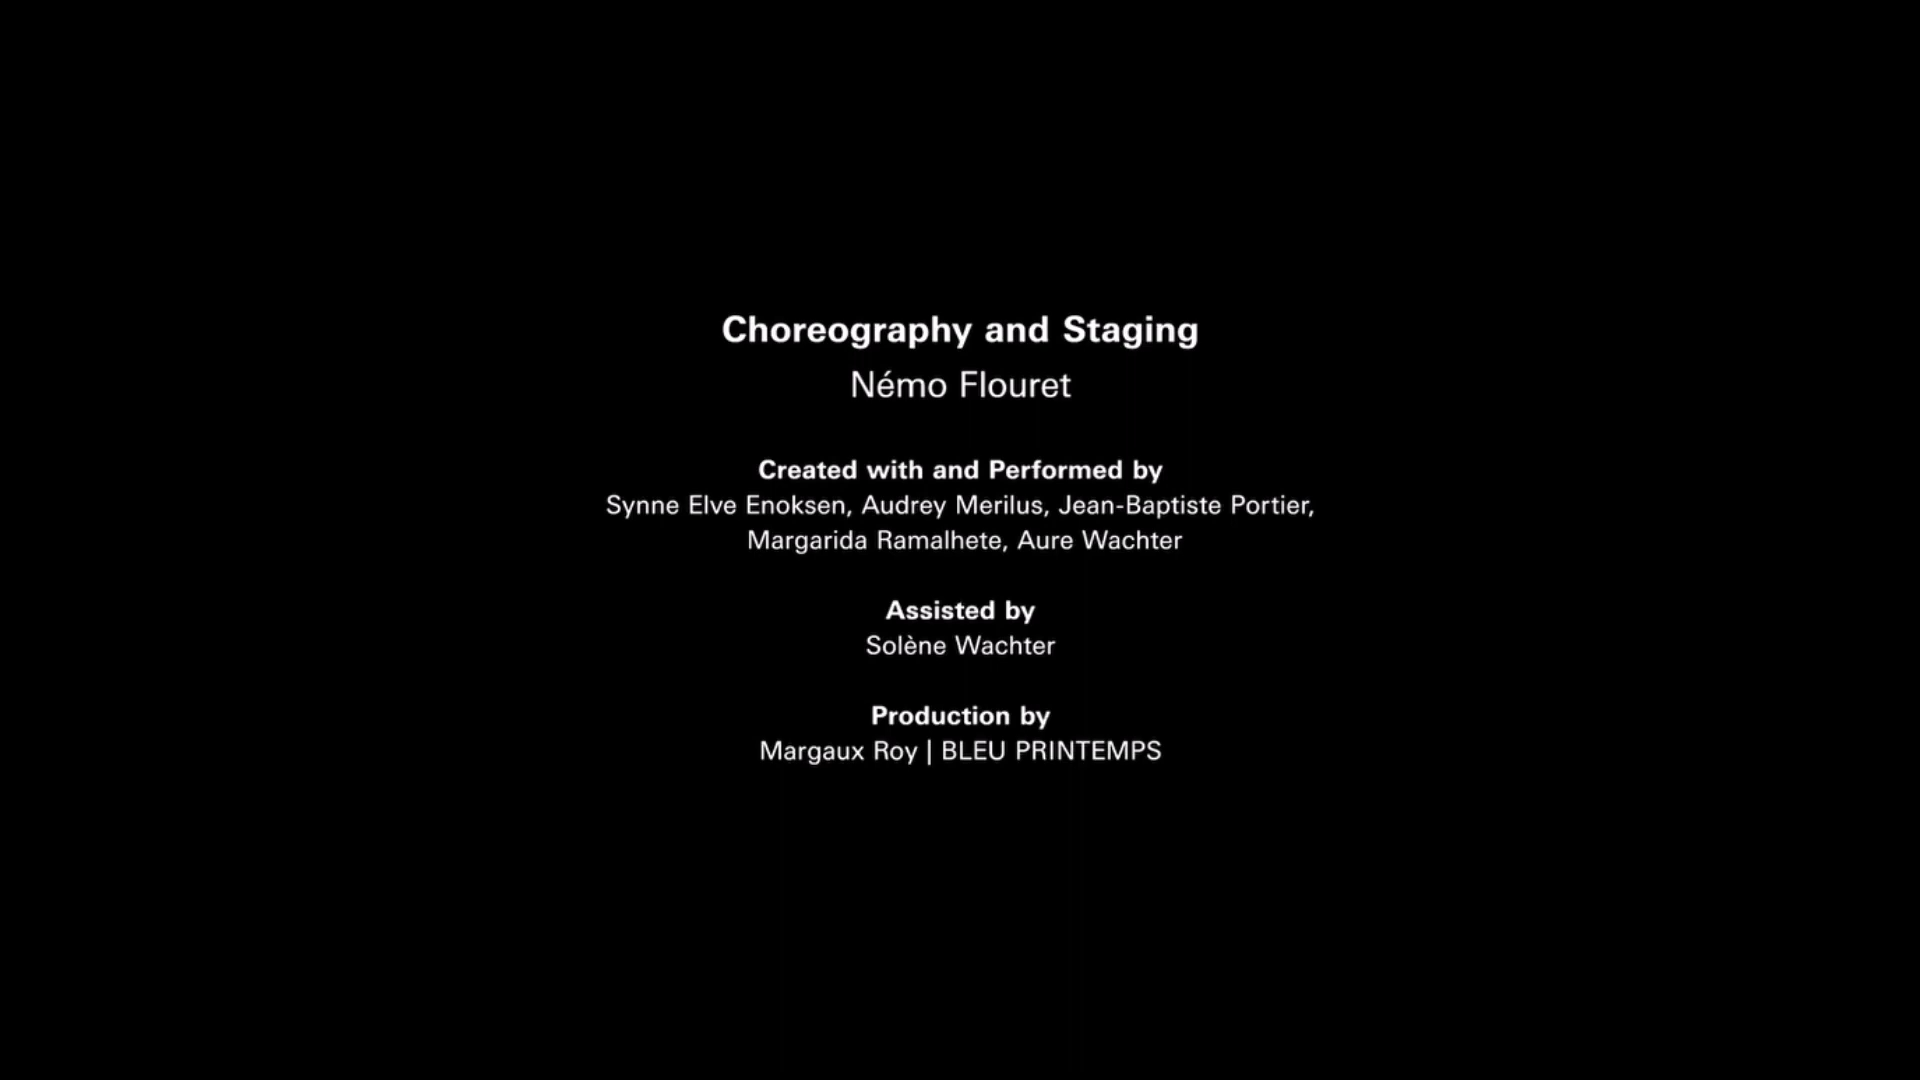 Choreography and Staging
Némo Flouret
Created with and Performed by
Synne Elve Enoksen, Audrey Merilus, Jean-Baptiste Portier,
Margarida Ramalhete, Aure Wachter
Assisted by
Solène Wachter
Production by
Margaux Roy | BLEU PRINTEMPS